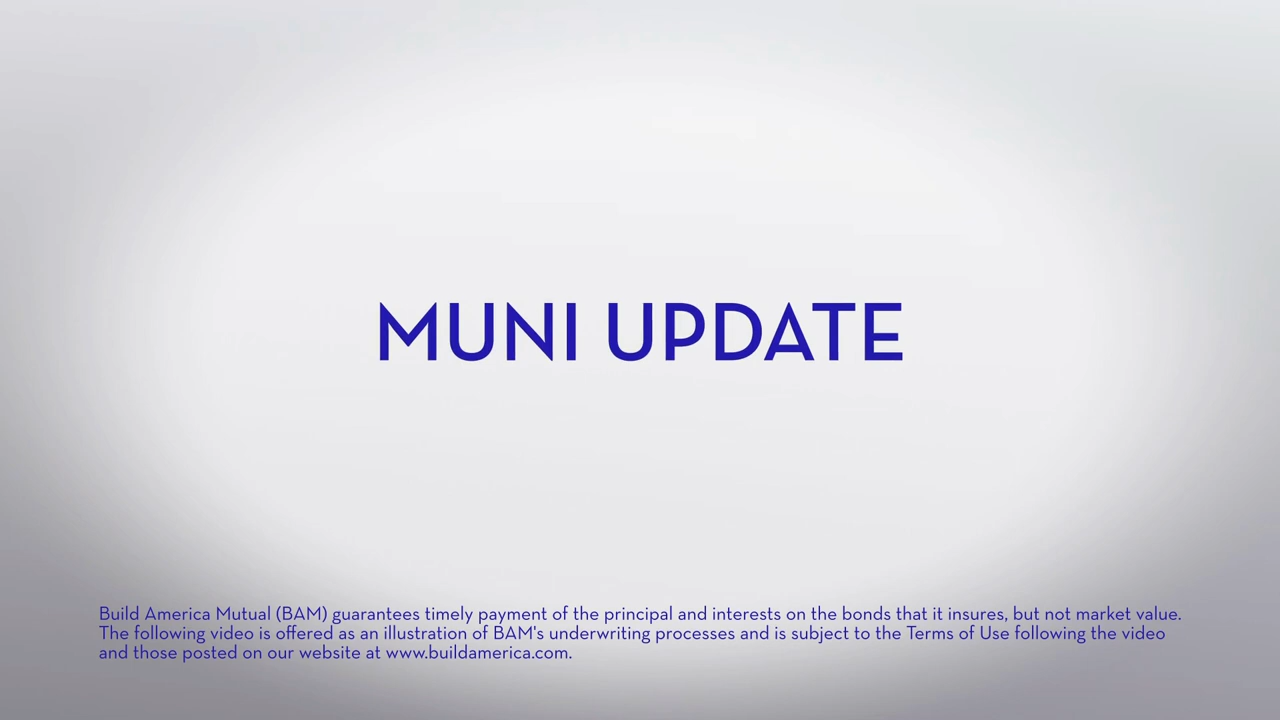 MUNI UPDATE
Build America Mutual (BAM) guarantees timely payment of the principal and interests on the bonds that it insures, but not market value.
The following video is offered as an illustration of BAM's underwriting processes and is subject to the Terms of Use following the video
and those posted on our website at www.buildamerica.com.